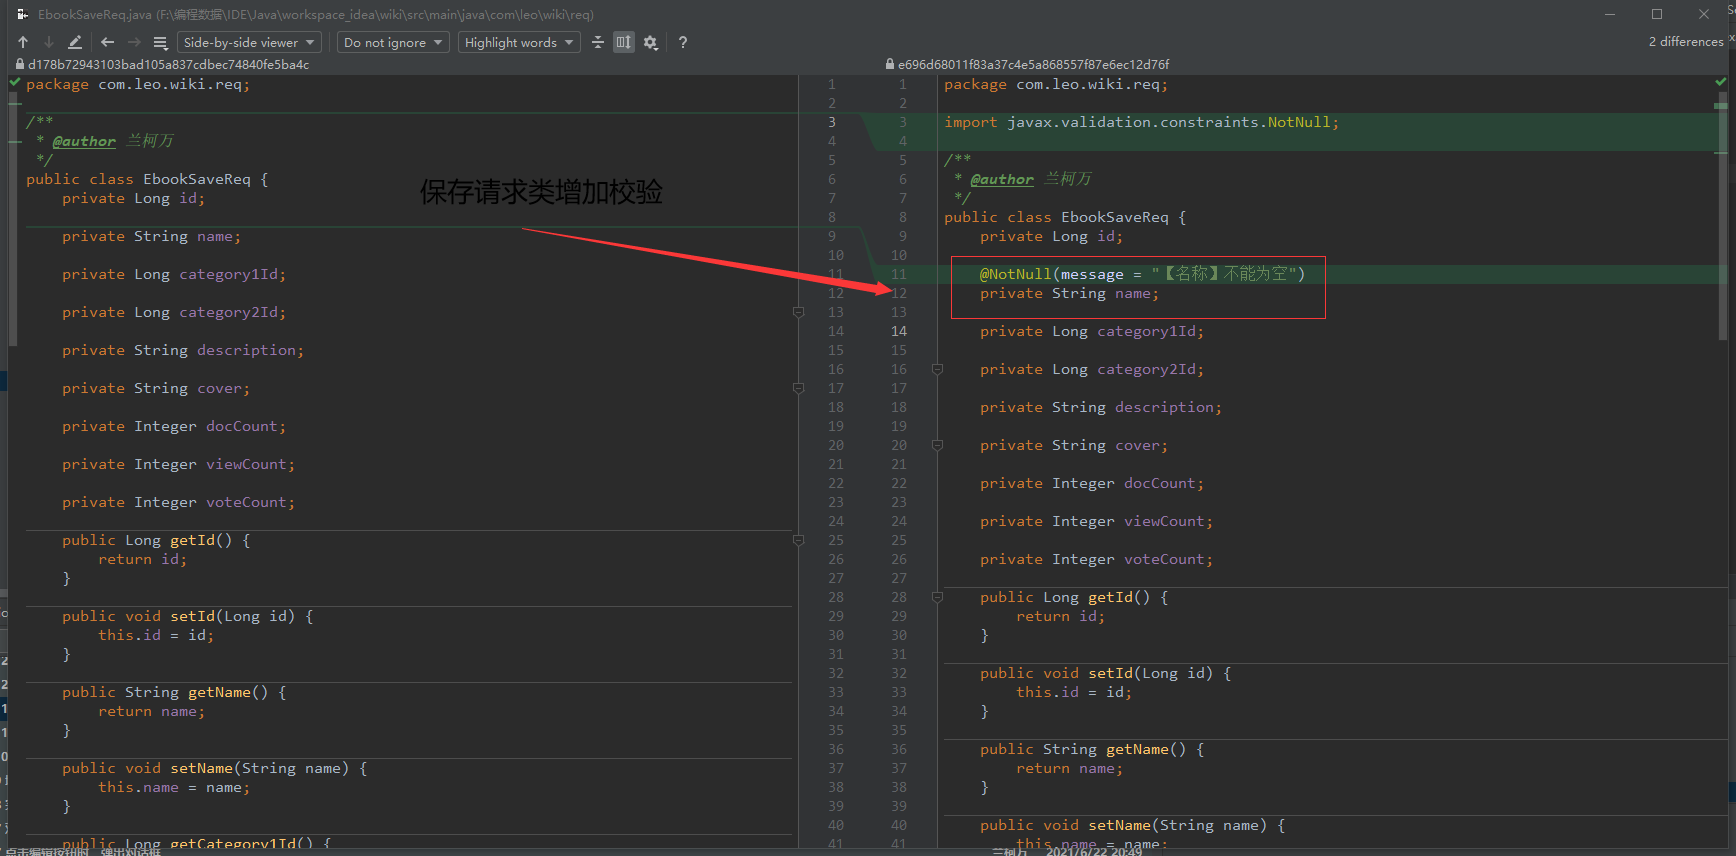 EbookSaveReq.java (F:\编程数据\IDE\Java\workspace_idea\wiki\src\main\java\com\leo\wiki\req)
Side-by-side viewer
Do not ignore
Highlight words
?
2 differences
d178b72943103bad105a837cdbec74840fe5ba4c
e696d68011f83a37c4e5a868557f87e6ec12d76f
package com.leo.wiki.req;
/**
* @author 兰柯万
*/
public class EbookSaveReq {
private Long id;
private String name;
private Long category1Id;
private Long category2Id;
private String description;
private String cover;
private Integer docCount;
private Integer viewCount;
private Integer voteCount;
public Long getId() {
return id;
}
public void setId(Long id) {
this.id = id;
}
public String getName() {
return name;
}
public void setName(String name) {
this.name = name;
}
public Long getCategory1Id() {
保存请求类增加校验
1 1
2 2
3 3
4 4
5 5
6 6
7 7
8 8
9 9
10 10
11 11
12 12
13 13
14 14
15 15
16 16
17 17
18 18
19 19
20 20
21 21
22 22
23 23
24 24
25 25
26 26
27 27
28 28
29 29
30 30
31 31
32 32
33 33
34 34
35 35
36 36
37 37
38 38
39 39
40 40
41 41
package com.leo.wiki.req;
import javax.validation.constraints.NotNull;
/**
* @author 兰柯万
*/
public class EbookSaveReq {
private Long id;
@NotNull(message = "【名称】不能为空")
private String name;
private Long category1Id;
private Long category2Id;
private String description;
private String cover;
private Integer docCount;
private Integer viewCount;
private Integer voteCount;
public Long getId() {
return id;
}
public void setId(Long id) {
this.id = id;
}
public String getName() {
return name;
}
public void setName(String name) {
this.name = name;
点击编辑按钮时，弹出对话框
兰柯万 2021/6/22 20:49